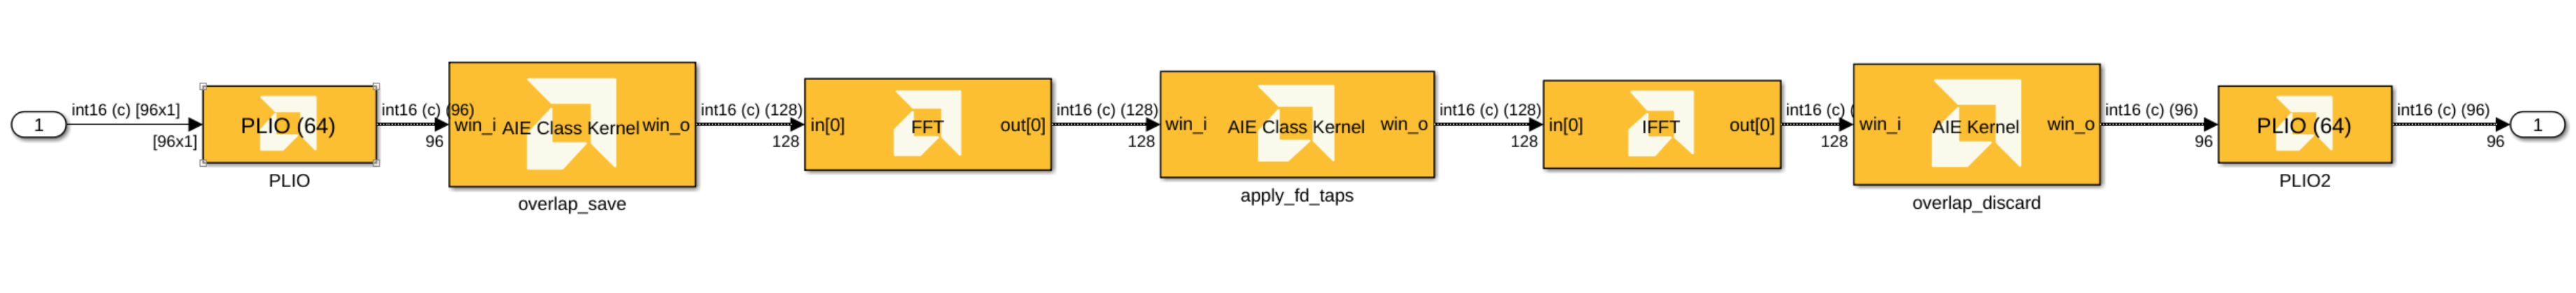 1
int16 (c) [96x1]
[96x1]
PLIO (64)
PLIO
int16 (c) (96)
96
win_i AIE Class Kernel win_o
overlap_save
int16 (c) (128)
128
in[0] FFT out[0]
int16 (c) (128)
128
win_i AIE Class Kernel win_o
apply_fd_taps
int16 (c) (128)
128
in[0] IFFT out[0]
int16 (c) (
128
win_i AIE Kernel win_o
overlap_discard
int16 (c) (96)
96
PLIO (64)
PLIO2
int16 (c) (96)
96
1